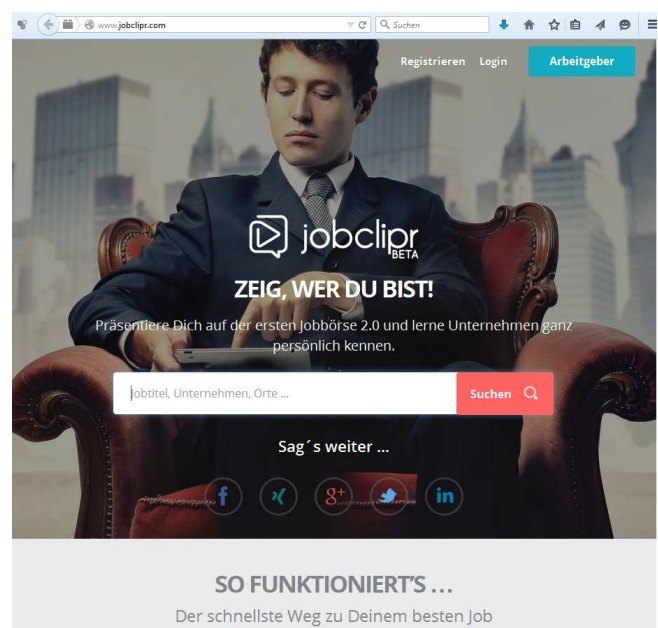 www.jobclipr.com
Suchen
Registrieren Login Arbeitgeber
jobclipr
BETA
ZEIG, WER DU BIST!
Präsentiere Dich auf der ersten Jobbörse 2.0 und lerne Unternehmen ganz
persönlich kennen.
Jobtitel, Unternehmen, Orte ... Suchen
Sag´s weiter ...
f g+ in
SO FUNKTIONIERT'S ...
Der schnellste Weg zu Deinem besten Job